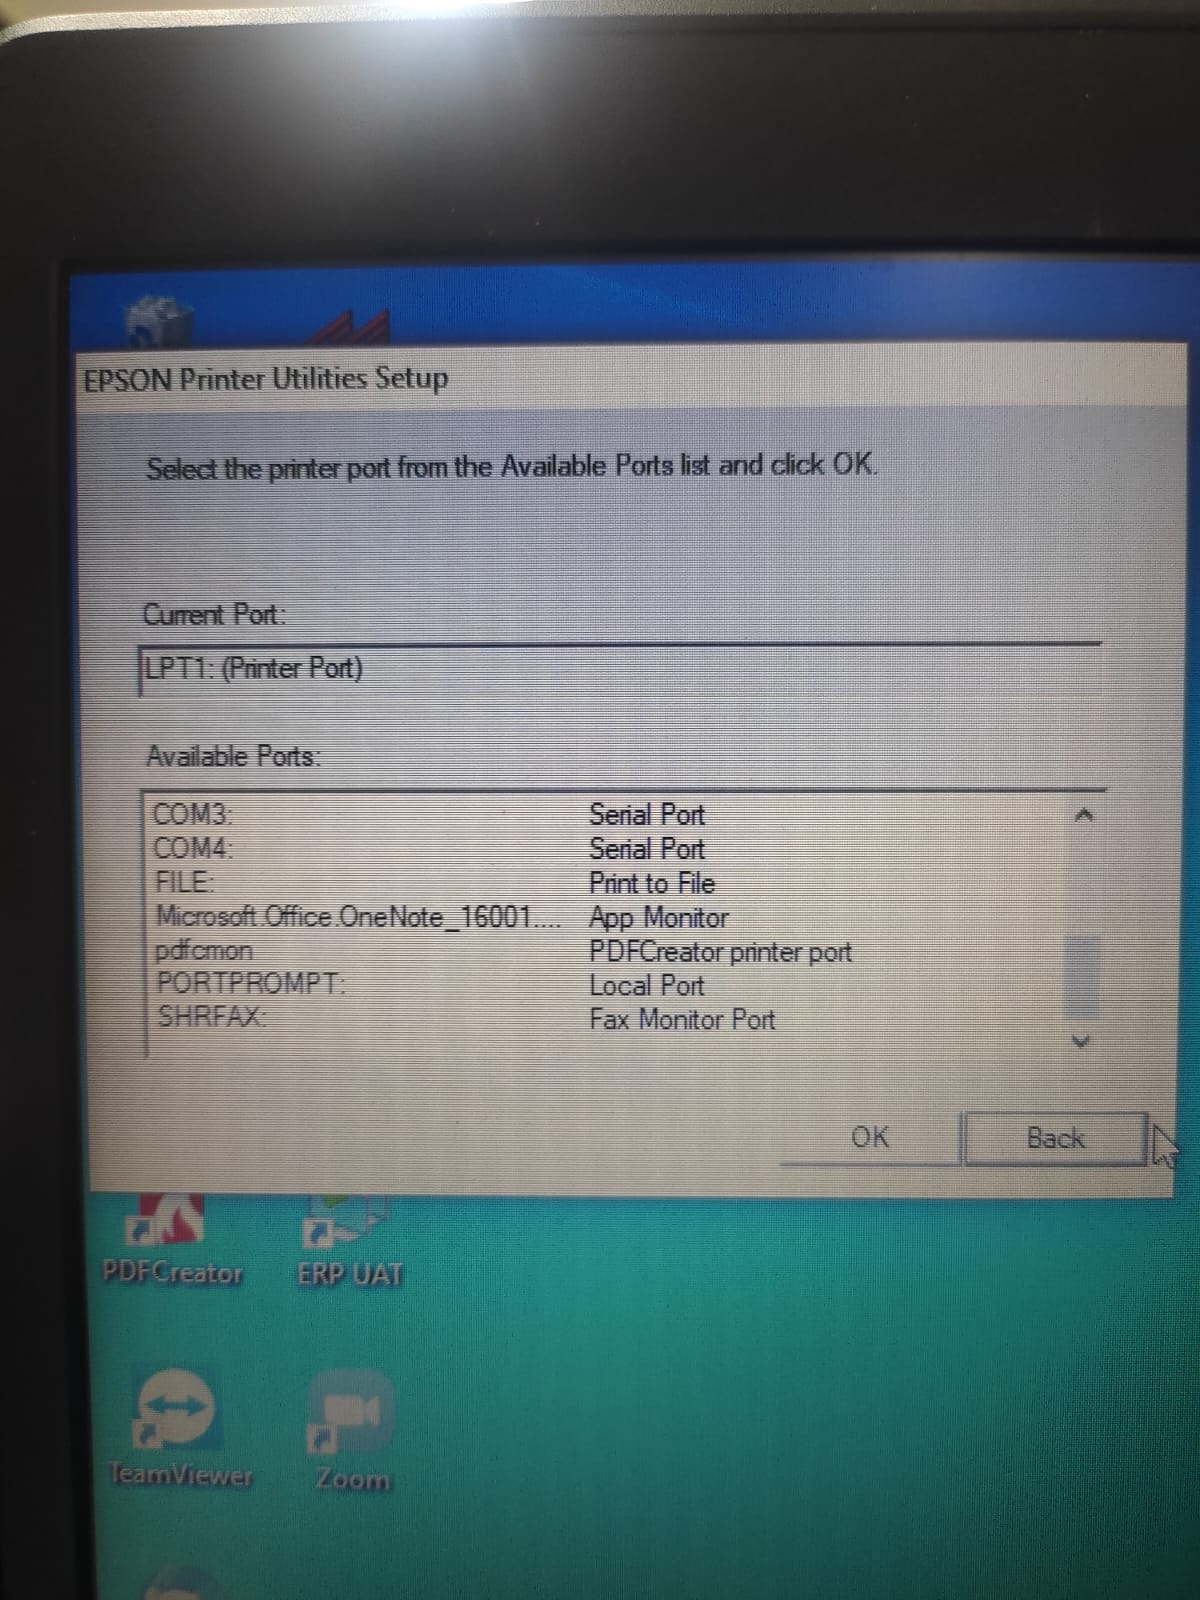 EPSON Printer Utilities Setup
Select the printer port from the Available Ports list and click OK.
Current Port:
LPT1: (Printer Port)
Available Ports:
COM3: Serial Port
COM4: Serial Port
FILE: Print to File
Microsoft.Office.OneNote_16001.... App Monitor
pdfcmon PDFCreator printer port
PORTPROMPT: Local Port
SHRFAX: Fax Monitor Port
OK Back
PDFCreator ERP UAT
TeamViewer Zoom